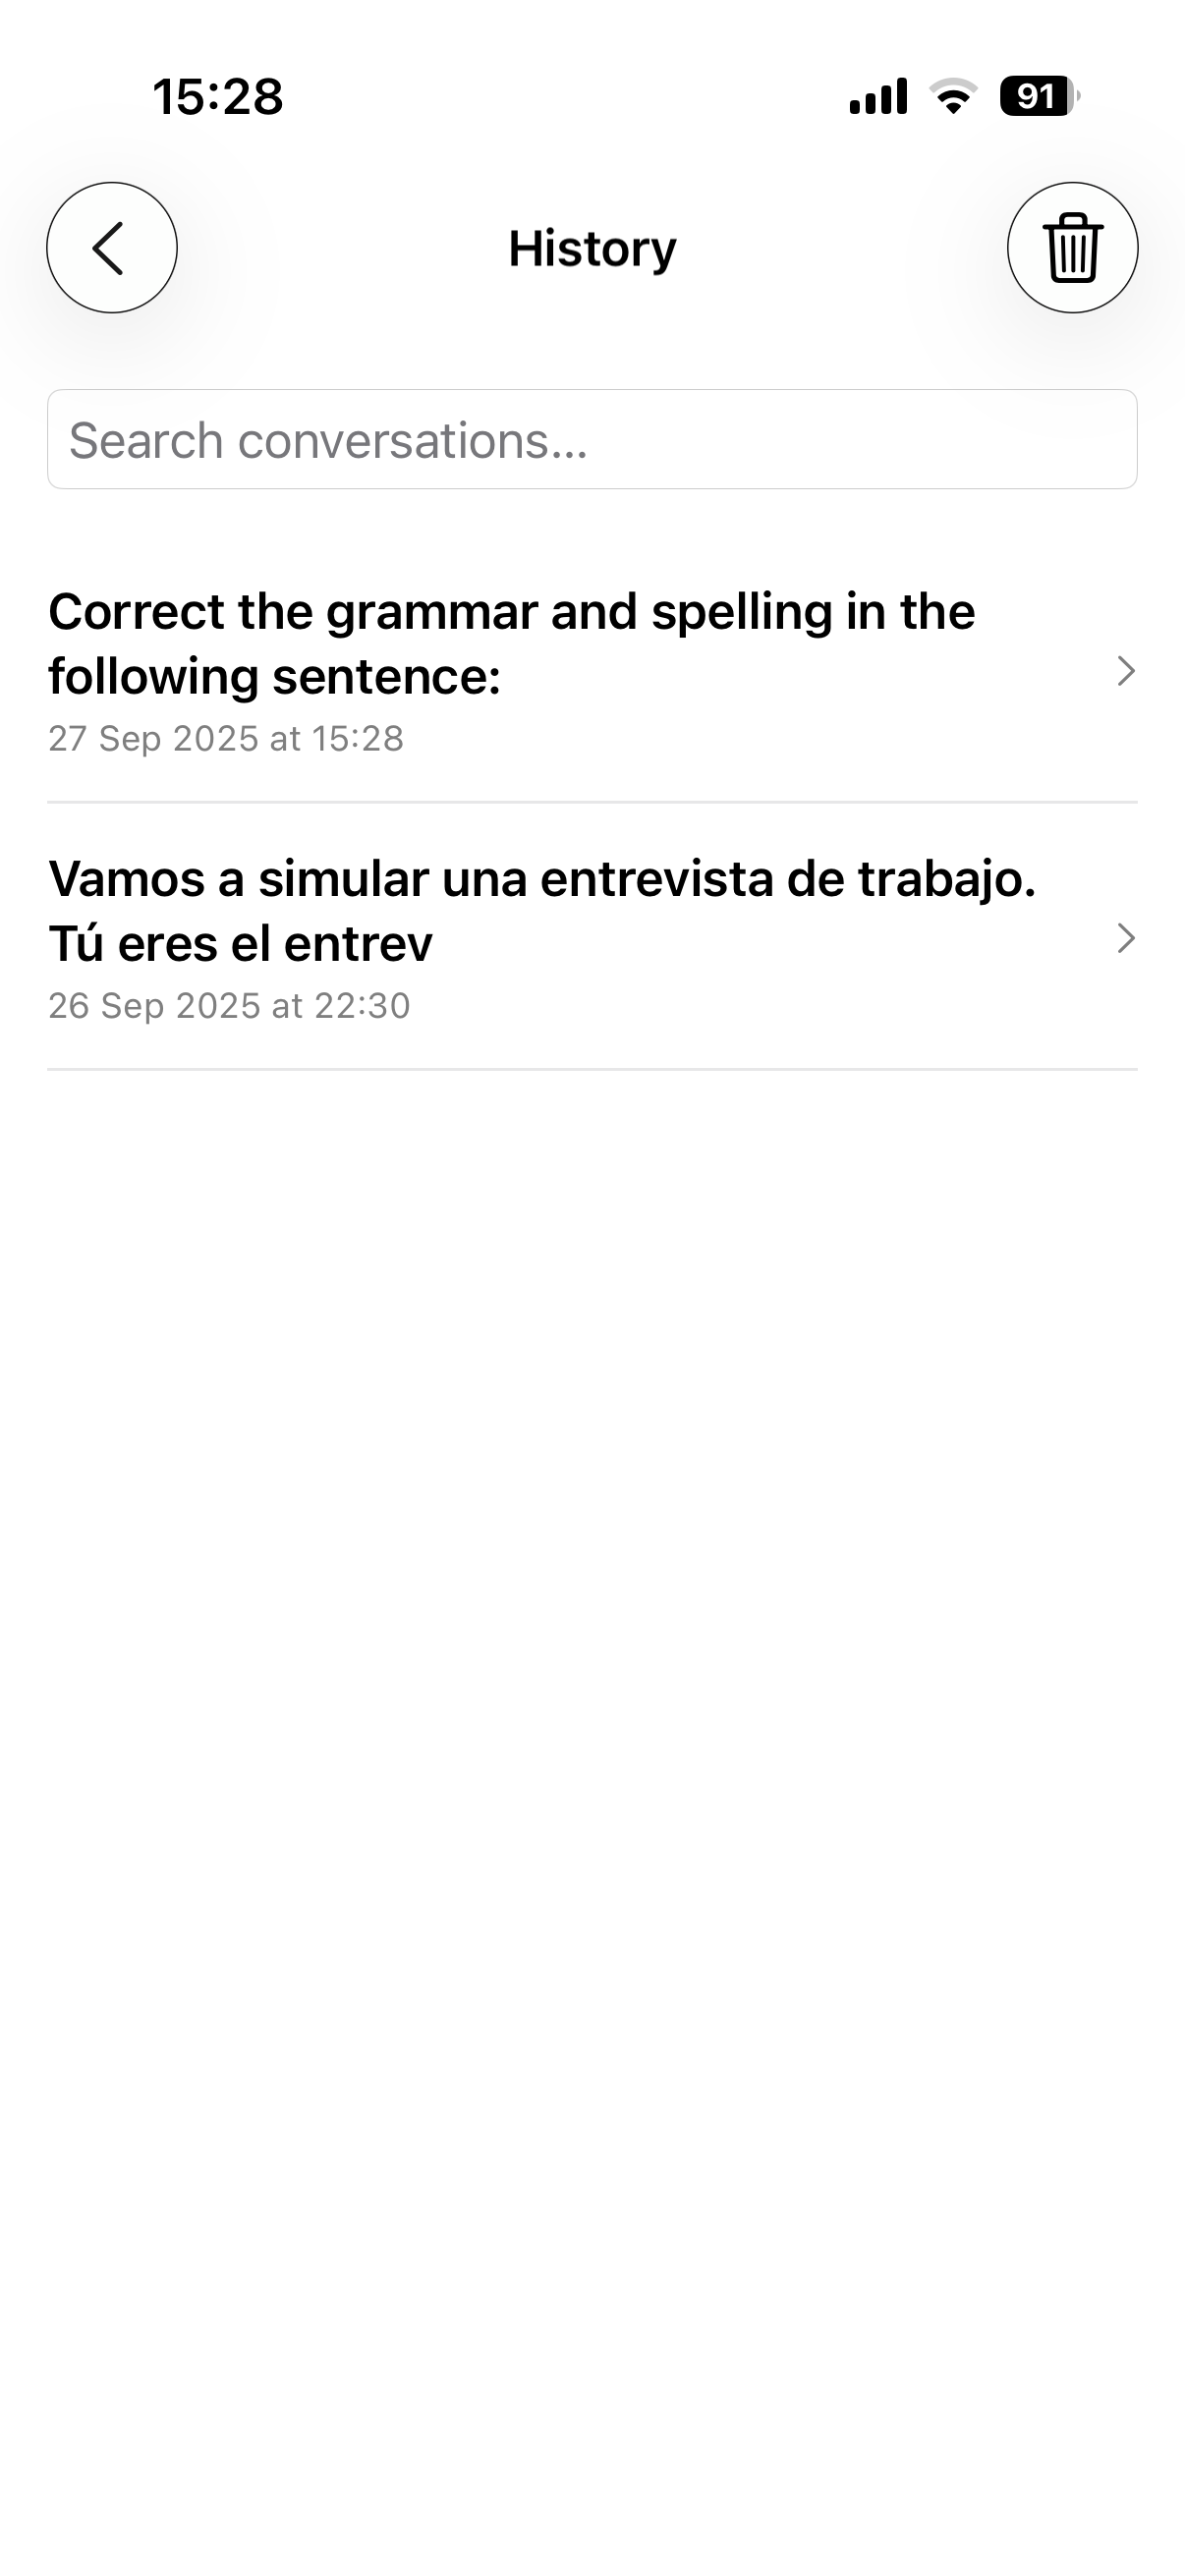 15:28
91
History
Search conversations...
Correct the grammar and spelling in the
following sentence:
27 Sep 2025 at 15:28
Vamos a simular una entrevista de trabajo.
Tú eres el entrev
26 Sep 2025 at 22:30